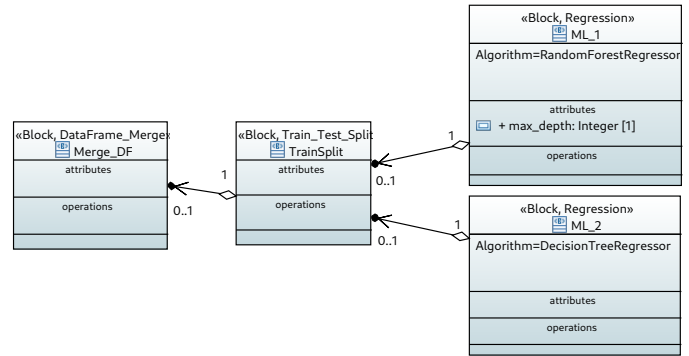 «Block, DataFrame_Merge»
Merge_DF
attributes
operations
1
0..1
«Block, Train_Test_Split
TrainSplit
attributes
operations
1
0..1
1
0..1
«Block, Regression»
ML_1
Algorithm=RandomForestRegressor
attributes
+ max_depth: Integer [1]
operations
«Block, Regression»
ML_2
Algorithm=DecisionTreeRegressor
attributes
operations